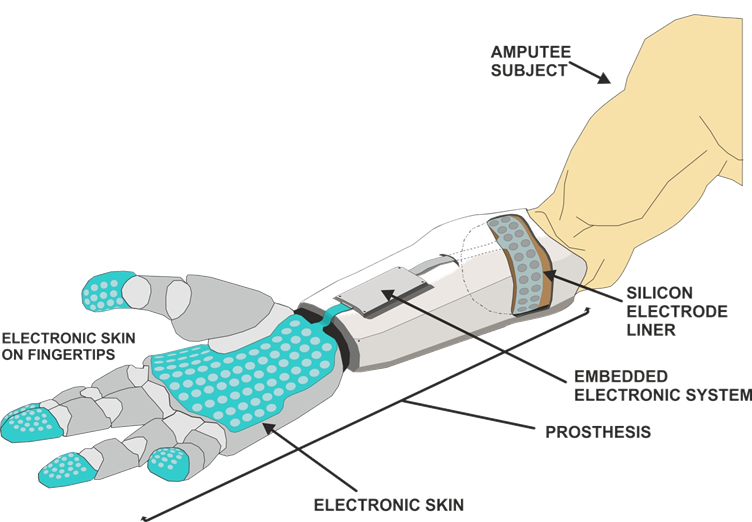 AMPUTEE
SUBJECT
SILICON
ELECTRODE
LINER
ELECTRONIC SKIN
ON FINGERTIPS
EMBEDDED
ELECTRONIC SYSTEM
PROSTHESIS
ELECTRONIC SKIN